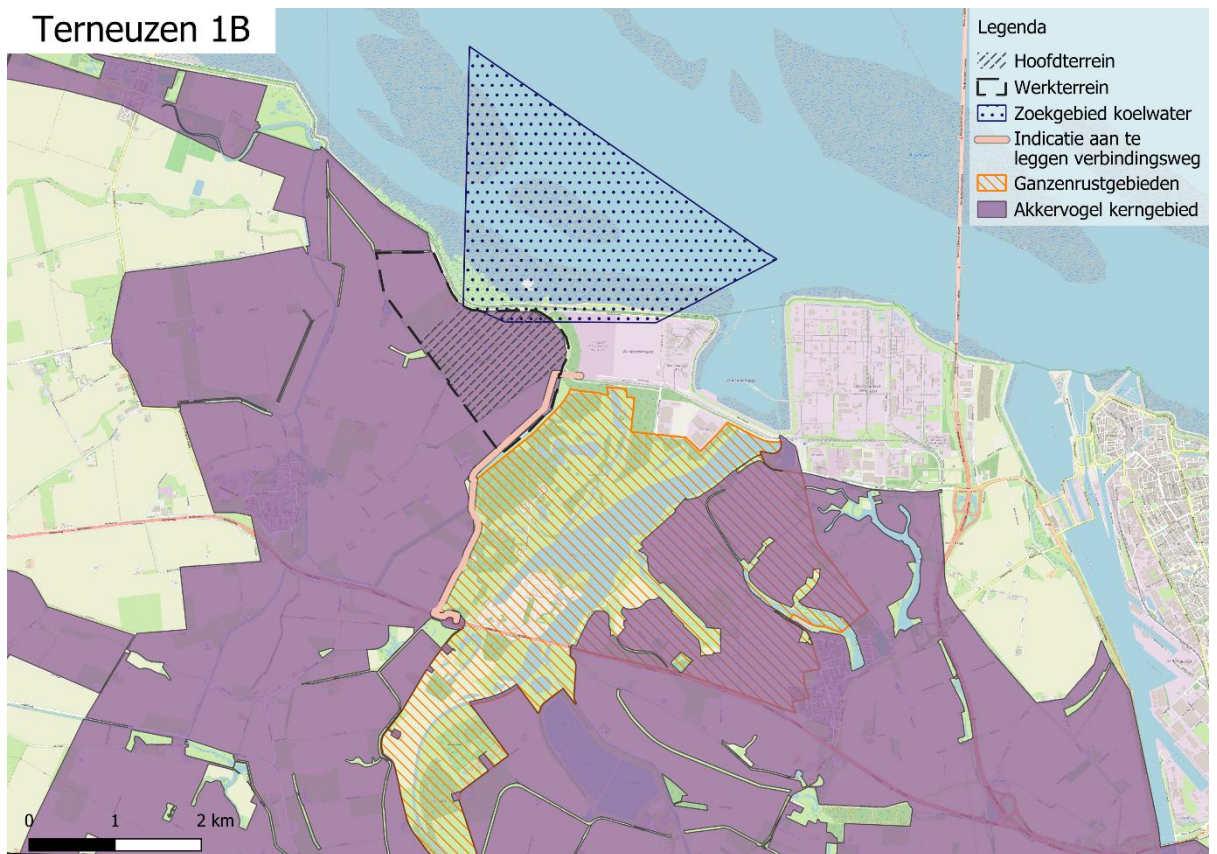 Terneuzen 1B
Legenda
Hoofdterrein
Werkterrein
Zoekgebied koelwater
Indicatie aan te
leggen verbindingsweg
Ganzenrustgebieden
Akkervogel kerngebied
0 1 2 km